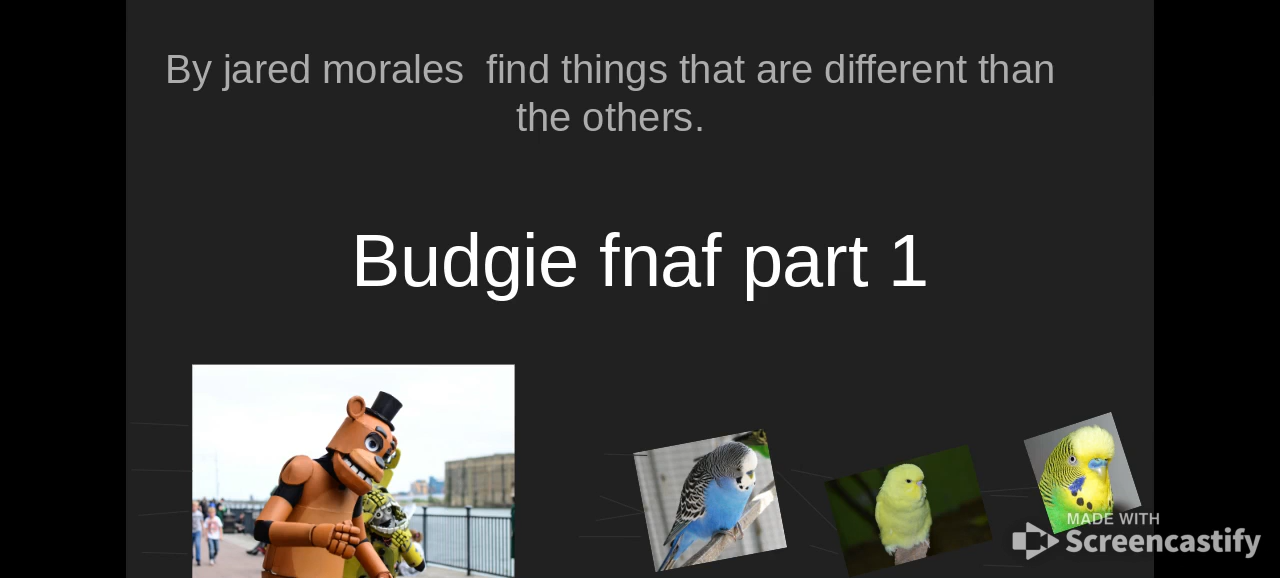 By jared morales  find things that are different than
the others.
Budgie fnaf part 1
MADE WITH
Screencastify